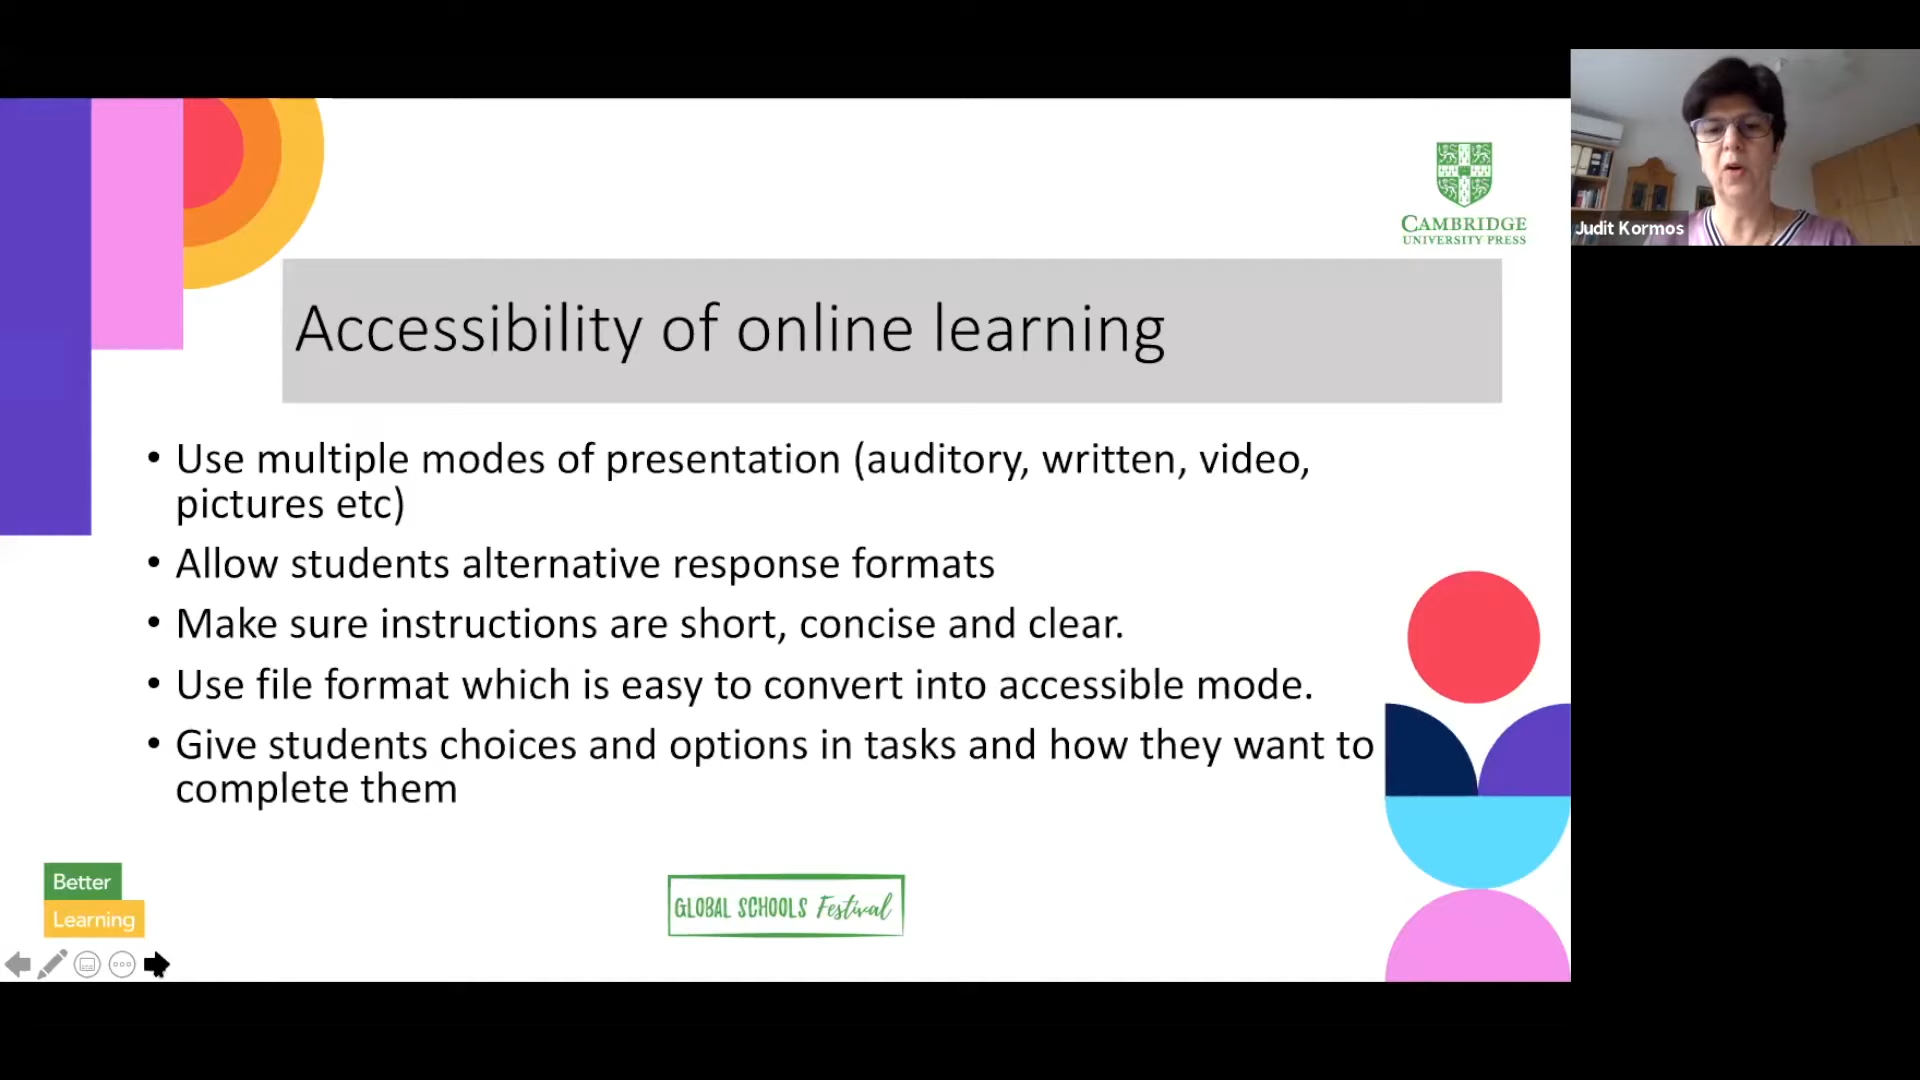 CAMBRIDGE
UNIVERSITY PRESS
Judit Kormos
Accessibility of online learning
• Use multiple modes of presentation (auditory, written, video,
pictures etc)
• Allow students alternative response formats
• Make sure instructions are short, concise and clear.
• Use file format which is easy to convert into accessible mode.
• Give students choices and options in tasks and how they want to
complete them
Better
Learning
GLOBAL SCHOOLS Festival